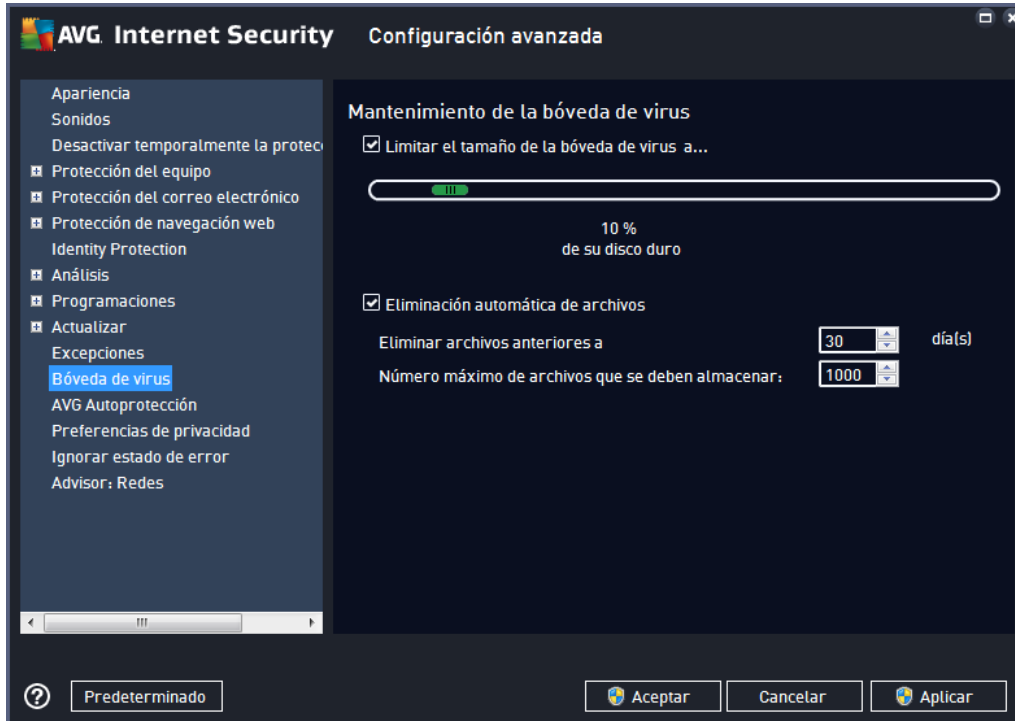 AVG. Internet Security Configuración avanzada
Apariencia
Sonidos
Desactivar temporalmente la protec
Protección del equipo
Protección del correo electrónico
Protección de navegación web
Identity Protection
Análisis
Programaciones
Actualizar
Excepciones
Bóveda de virus
AVG Autoprotección
Preferencias de privacidad
Ignorar estado de error
Advisor: Redes
Mantenimiento de la bóveda de virus
Limitar el tamaño de la bóveda de virus a...
10 %
de su disco duro
Eliminación automática de archivos
Eliminar archivos anteriores a 30 día(s)
Número máximo de archivos que se deben almacenar: 1000
? Predeterminado Aceptar Cancelar Aplicar